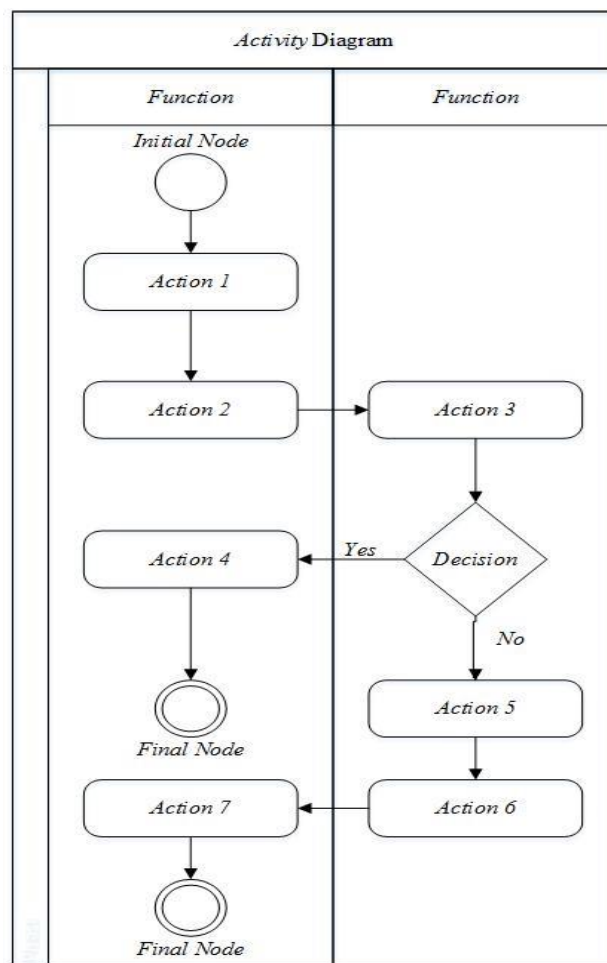 Activity Diagram
Function
Function
Initial Node
Action 1
Action 2
Action 3
Action 4
Yes
Decision
No
Final Node
Action 5
Action 7
Action 6
Final Node